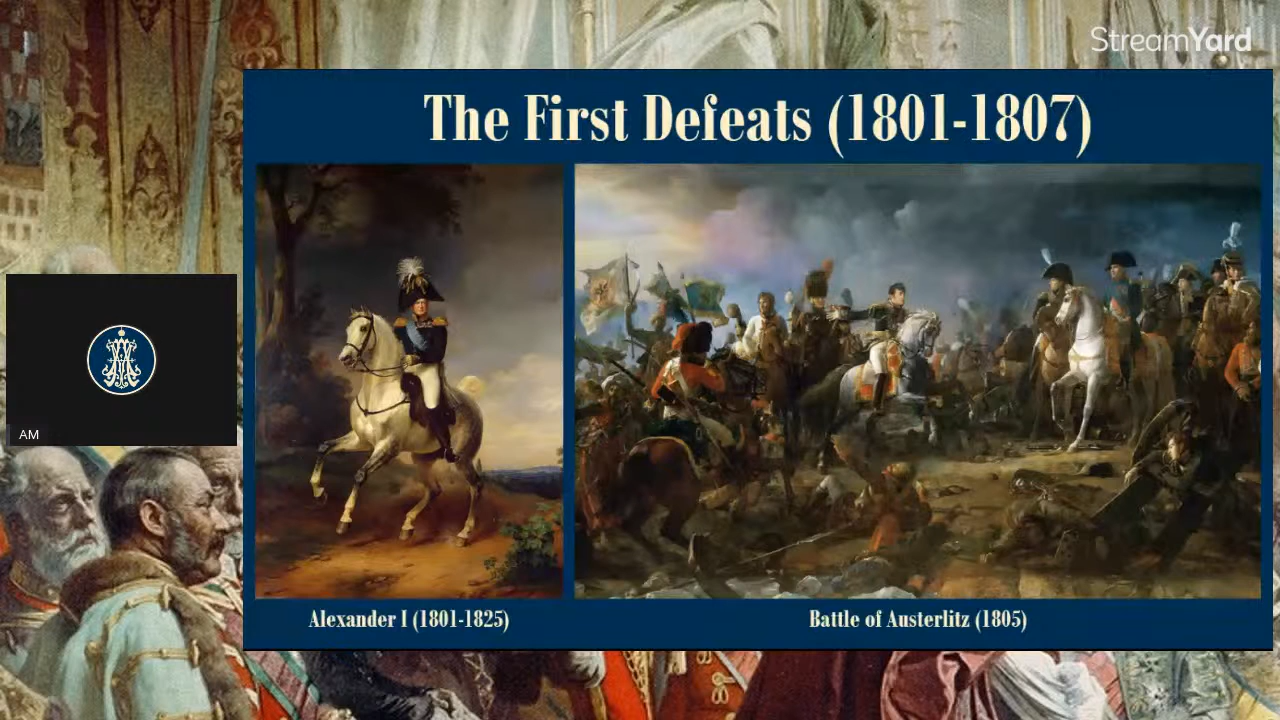 StreamYard
The First Defeats (1801-1807)
AM
Alexander I (1801-1825)
Battle of Austerlitz (1805)